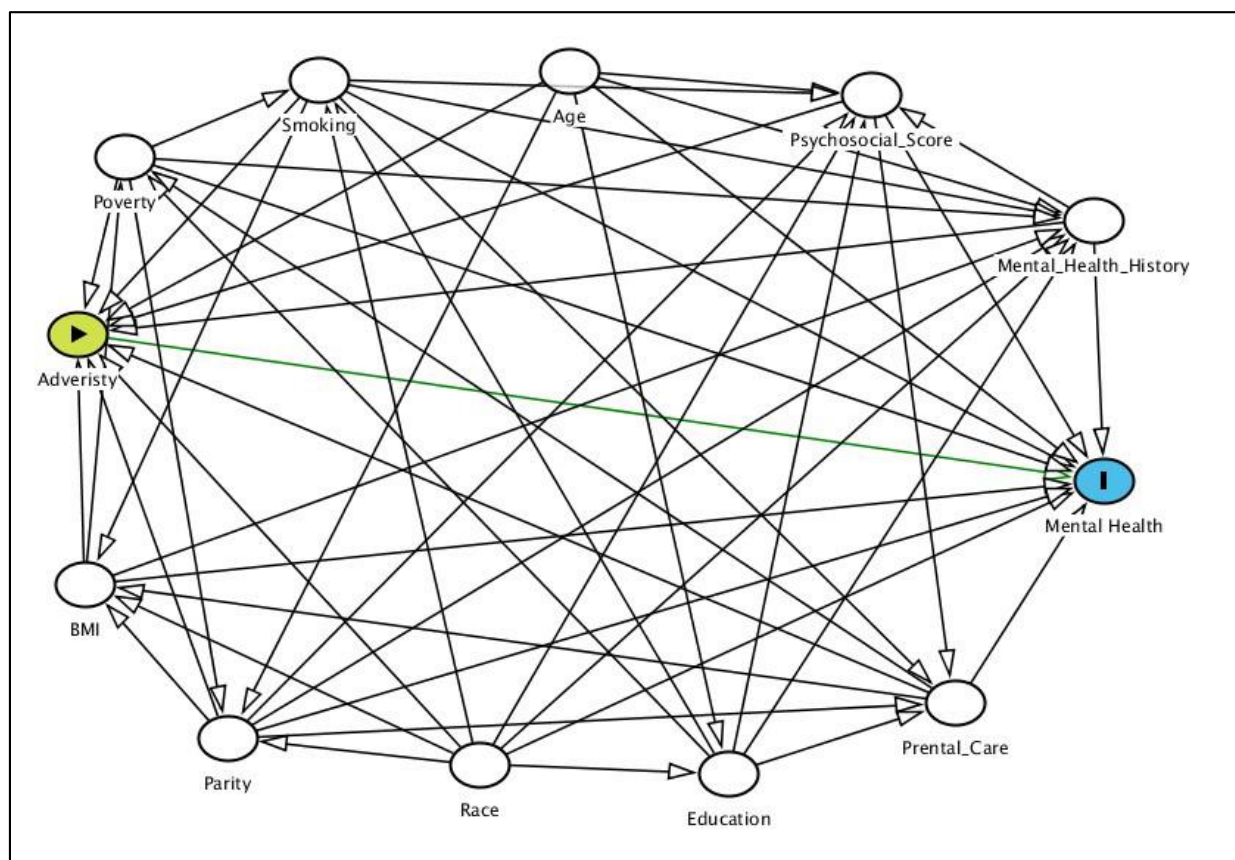 Smoking
Age
Psychosocial_Score
Poverty
Mental_Health_History
Adveristy
Mental Health
BMI
Prental_Care
Parity
Race
Education